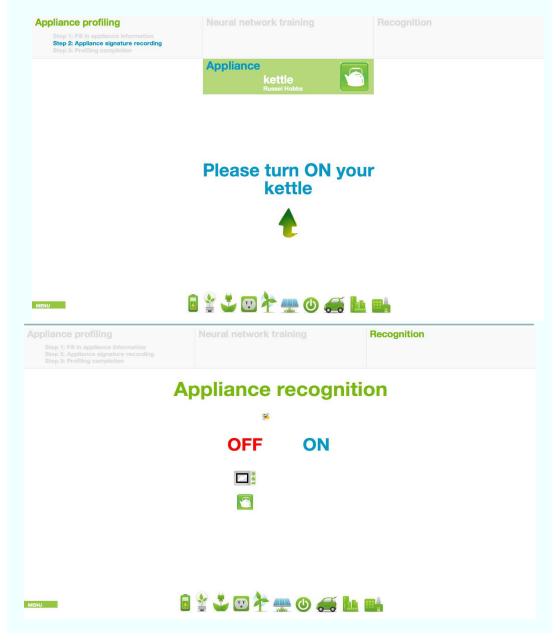 Appliance profiling
Neural network training
Recognition
Step 1: Fill in appliance information
Step 2: Appliance signature recording
Step 3: Profiling completion
Appliance
kettle
Russel Hobbs
Please turn ON your
kettle
MENU
Appliance profiling
Neural network training
Recognition
Step 1: Fill in appliance information
Step 2: Appliance signature recording
Step 3: Profiling completion
Appliance recognition
OFF
ON
MENU